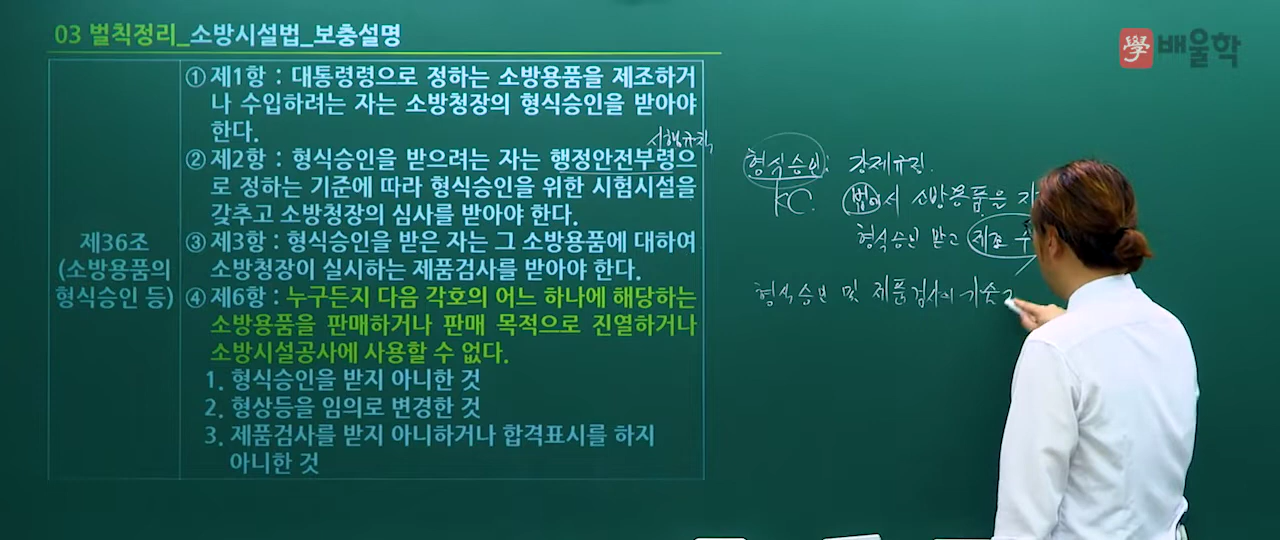 03 벌칙정리_소방시설법_보충설명
學 배울학
제36조
(소방용품의
형식승인 등)
① 제1항 : 대통령령으로 정하는 소방용품을 제조하거
나 수입하려는 자는 소방청장의 형식승인을 받아야
한다.
시행규칙
② 제2항 : 형식승인을 받으려는 자는 행정안전부령으
로 정하는 기준에 따라 형식승인을 위한 시험시설을
갖추고 소방청장의 심사를 받아야 한다.
③ 제3항 : 형식승인을 받은 자는 그 소방용품에 대하여
소방청장이 실시하는 제품검사를 받아야 한다.
④ 제6항 : 누구든지 다음 각호의 어느 하나에 해당하는
소방용품을 판매하거나 판매 목적으로 진열하거나
소방시설공사에 사용할 수 없다.
1. 형식승인을 받지 아니한 것
2. 형상등을 임의로 변경한 것
3. 제품검사를 받지 아니하거나 합격표시를 하지
아니한 것
형식승인: 강제규정.
KC. 법에서 소방용품은
형식승인 받고 제조 수
형식승인 및 제품검사의 기술